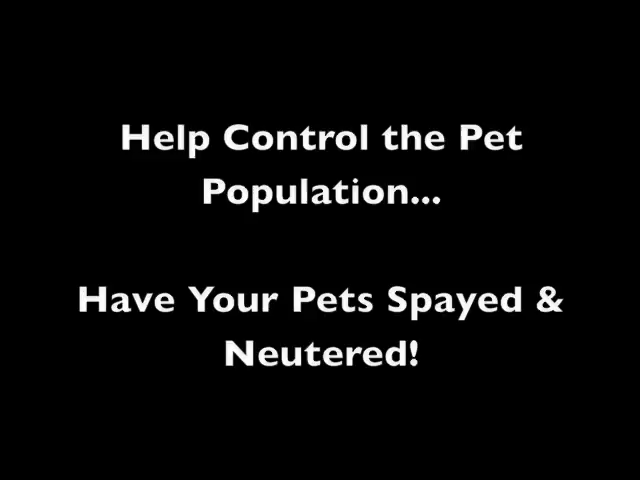 Help Control the Pet
Population...
Have Your Pets Spayed &
Neutered!